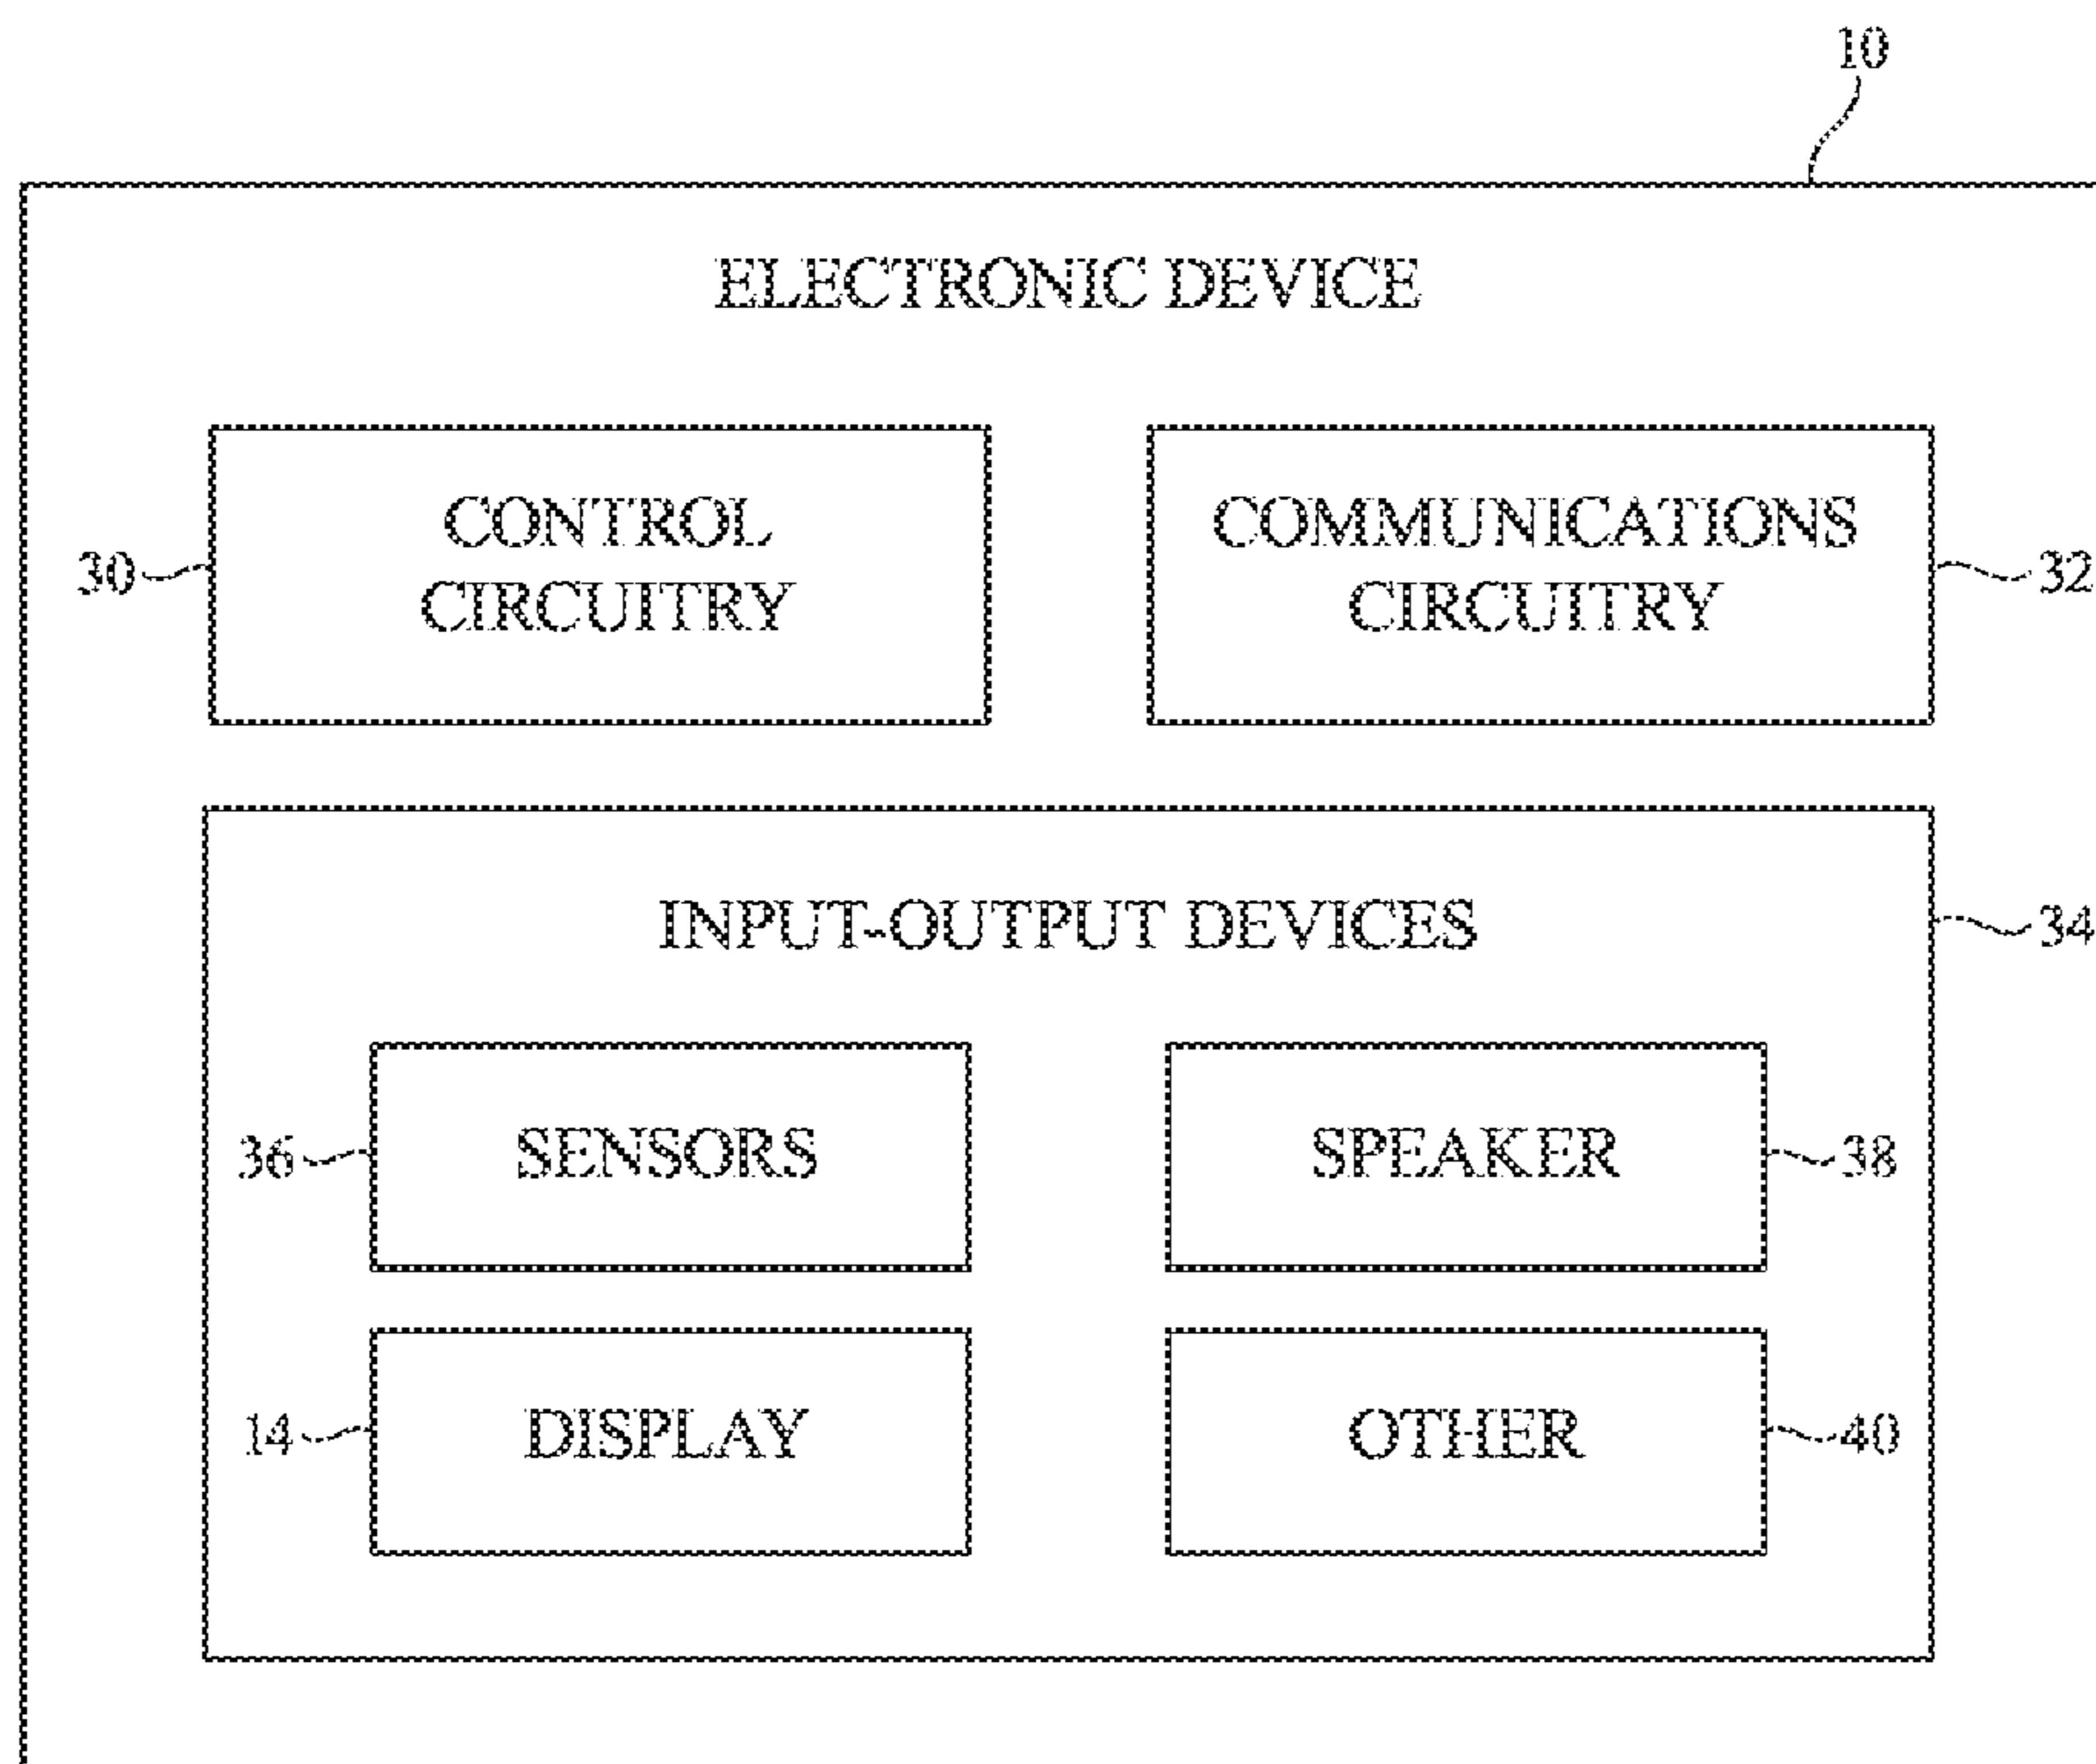 10
ELECTRONIC DEVICE
CONTROL
CIRCUITRY
30
COMMUNICATIONS
CIRCUITRY
32
INPUT-OUTPUT DEVICES
34
36
SENSORS
SPEAKER
38
14
DISPLAY
OTHER
40